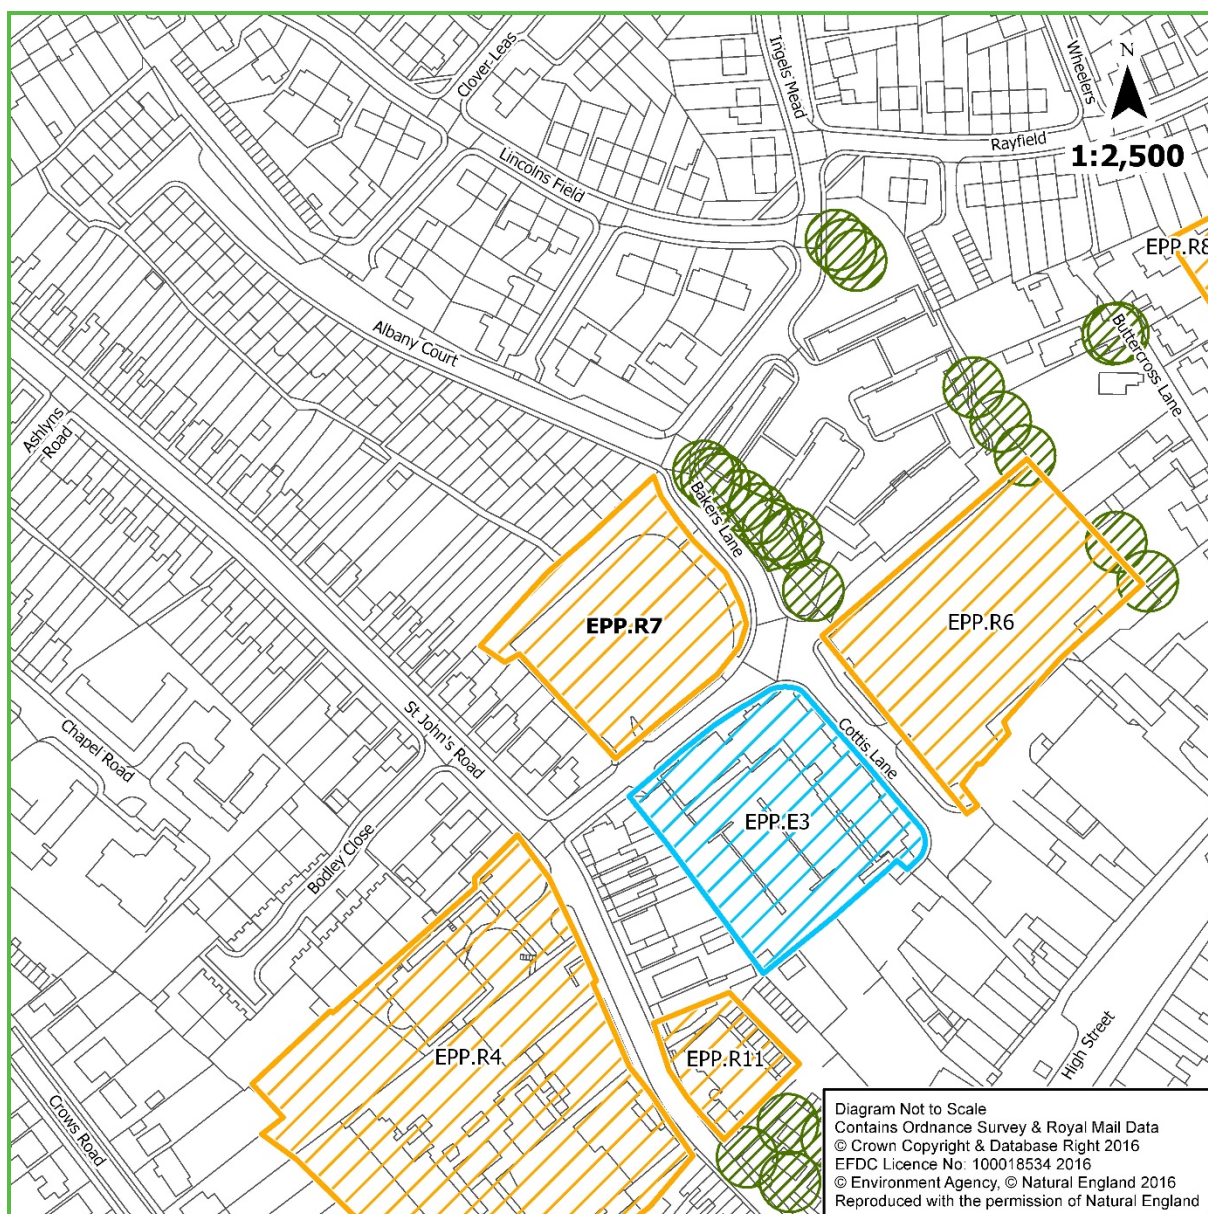 Clover Leas
Ingels Mead
Wheelers
N
Rayfield
1:2,500
Lincolns Field
EPP.R8
Albany Court
Buttercross Lane
Ashlyns
Road
Bakers Lane
EPP.R7
EPP.R6
St John's Road
Chapel Road
Cottis Lane
EPP.E3
Bodley Close
EPP.R4
EPP.R11
High Street
Crows Road
Diagram Not to Scale
Contains Ordnance Survey & Royal Mail Data
© Crown Copyright & Database Right 2016
EFDC Licence No: 100018534 2016
© Environment Agency, © Natural England 2016
Reproduced with the permission of Natural England